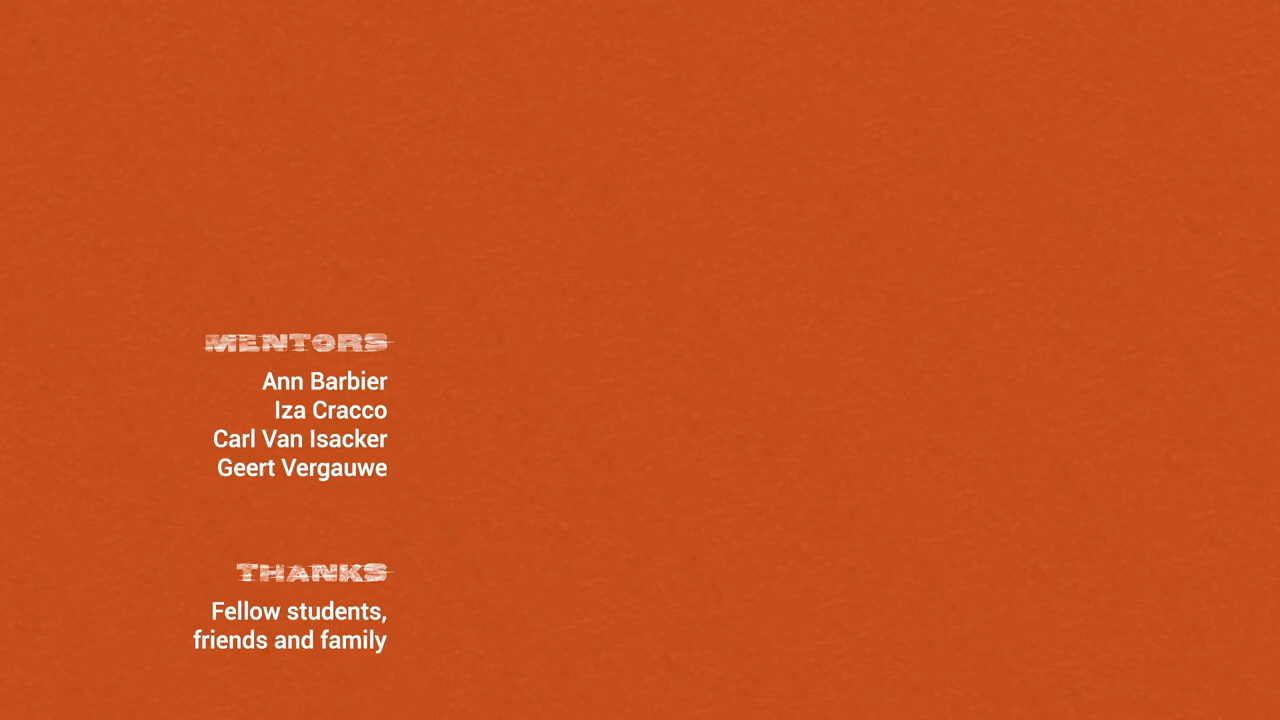 MENTORS
Ann Barbier
Iza Cracco
Carl Van Isacker
Geert Vergauwe
THANKS
Fellow students,
friends and family